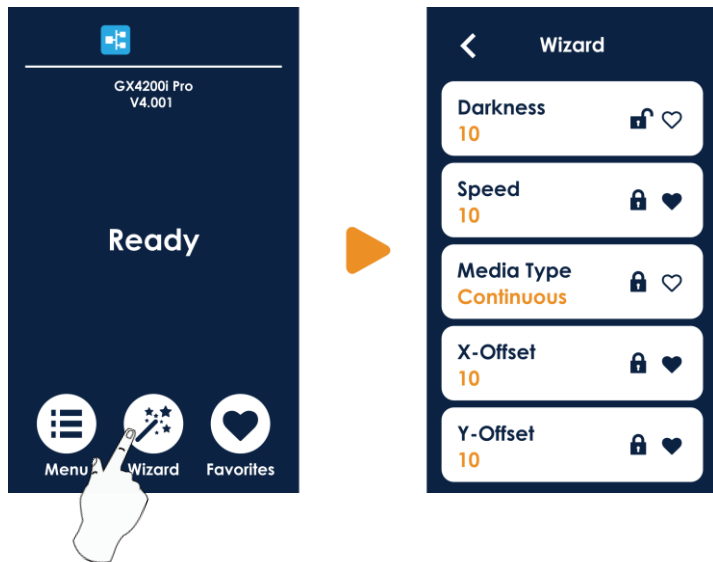 GX4200i Pro
V4.001
Ready
Menu
Wizard
Favorites
Wizard
Darkness
10
Speed
10
Media Type
Continuous
X-Offset
10
Y-Offset
10